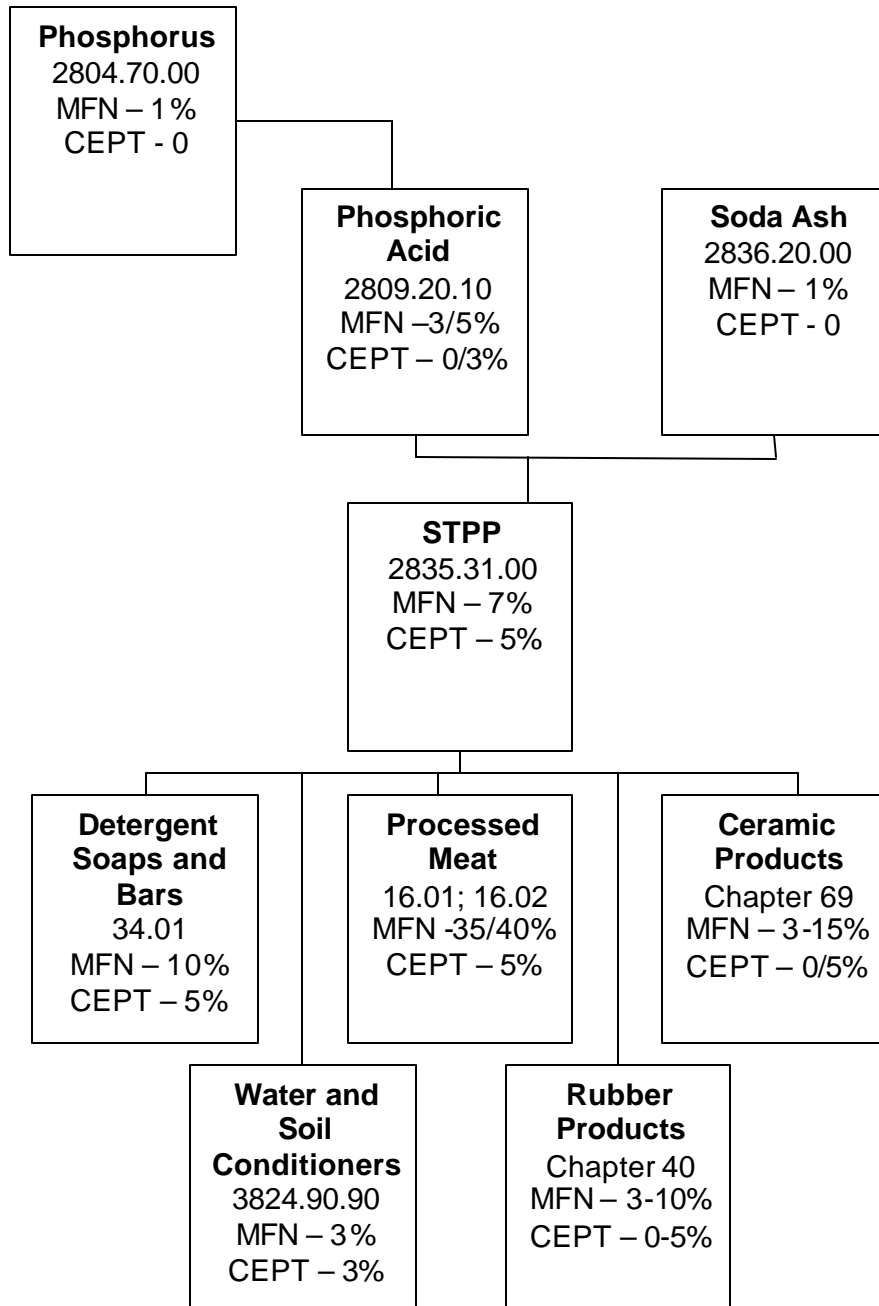 Phosphorus
2804.70.00
MFN – 1%
CEPT - 0
Phosphoric
Acid
2809.20.10
MFN –3/5%
CEPT – 0/3%
Soda Ash
2836.20.00
MFN – 1%
CEPT - 0
STPP
2835.31.00
MFN – 7%
CEPT – 5%
Detergent
Soaps and
Bars
34.01
MFN – 10%
CEPT – 5%
Processed
Meat
16.01; 16.02
MFN -35/40%
CEPT – 5%
Ceramic
Products
Chapter 69
MFN – 3-15%
CEPT – 0/5%
Water and
Soil
Conditioners
3824.90.90
MFN – 3%
CEPT – 3%
Rubber
Products
Chapter 40
MFN – 3-10%
CEPT – 0-5%